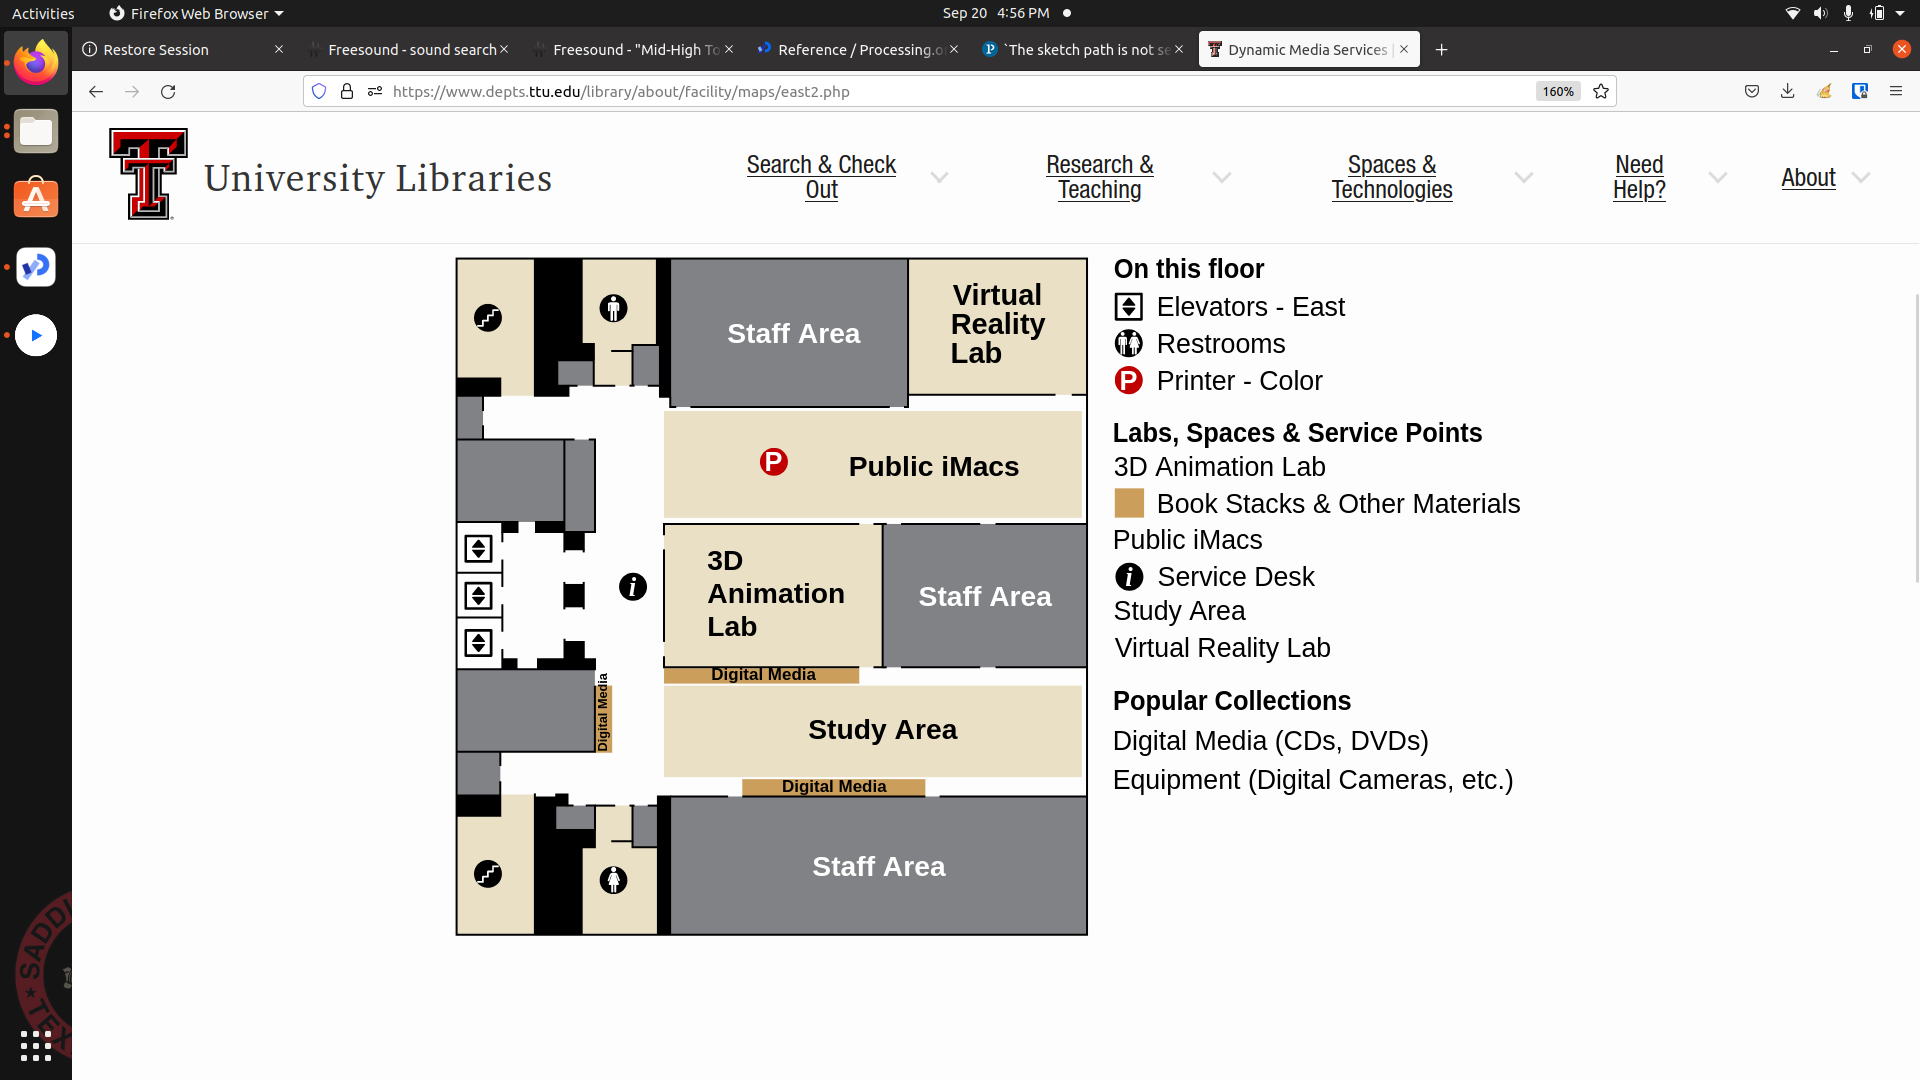 Activities
Firefox Web Browser
Sep 20 4:56 PM
Restore Session
Freesound - sound search
Freesound - "Mid-High To
Reference / Processing.o
`The sketch path is not se
Dynamic Media Services |
https://www.depts.ttu.edu/library/about/facility/maps/east2.php
160%
University Libraries
Search & Check
Out
Research &
Teaching
Spaces &
Technologies
Need
Help?
About
Staff Area
Virtual
Reality
Lab
P
Public iMacs
3D
Animation
Lab
Staff Area
i
Digital Media
Digital Media
Study Area
Digital Media
Staff Area
On this floor
Elevators - East
Restrooms
P Printer - Color
Labs, Spaces & Service Points
3D Animation Lab
Book Stacks & Other Materials
Public iMacs
i Service Desk
Study Area
Virtual Reality Lab
Popular Collections
Digital Media (CDs, DVDs)
Equipment (Digital Cameras, etc.)
SADDL
TEX